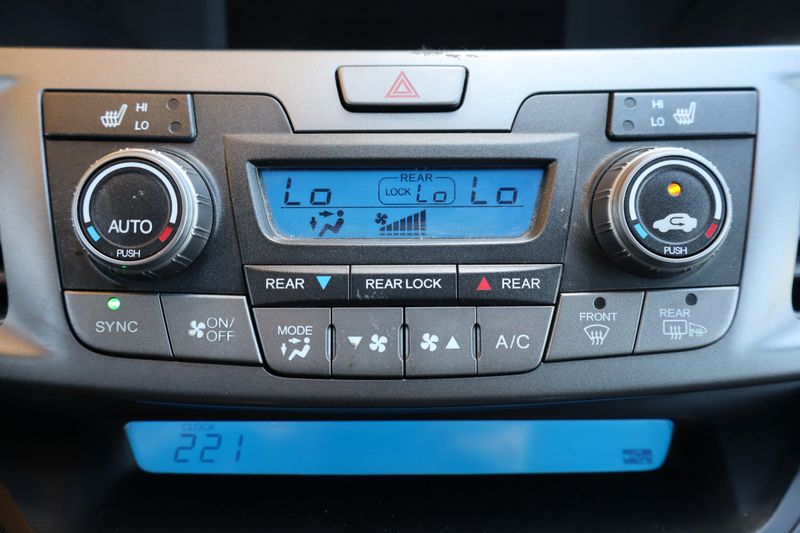 HI
LO
HI
LO
REAR
Lo LOCK Lo Lo
AUTO
PUSH
PUSH
REAR REAR LOCK REAR
SYNC
ON/OFF
MODE
A/C
FRONT
REAR
CLOCK
221